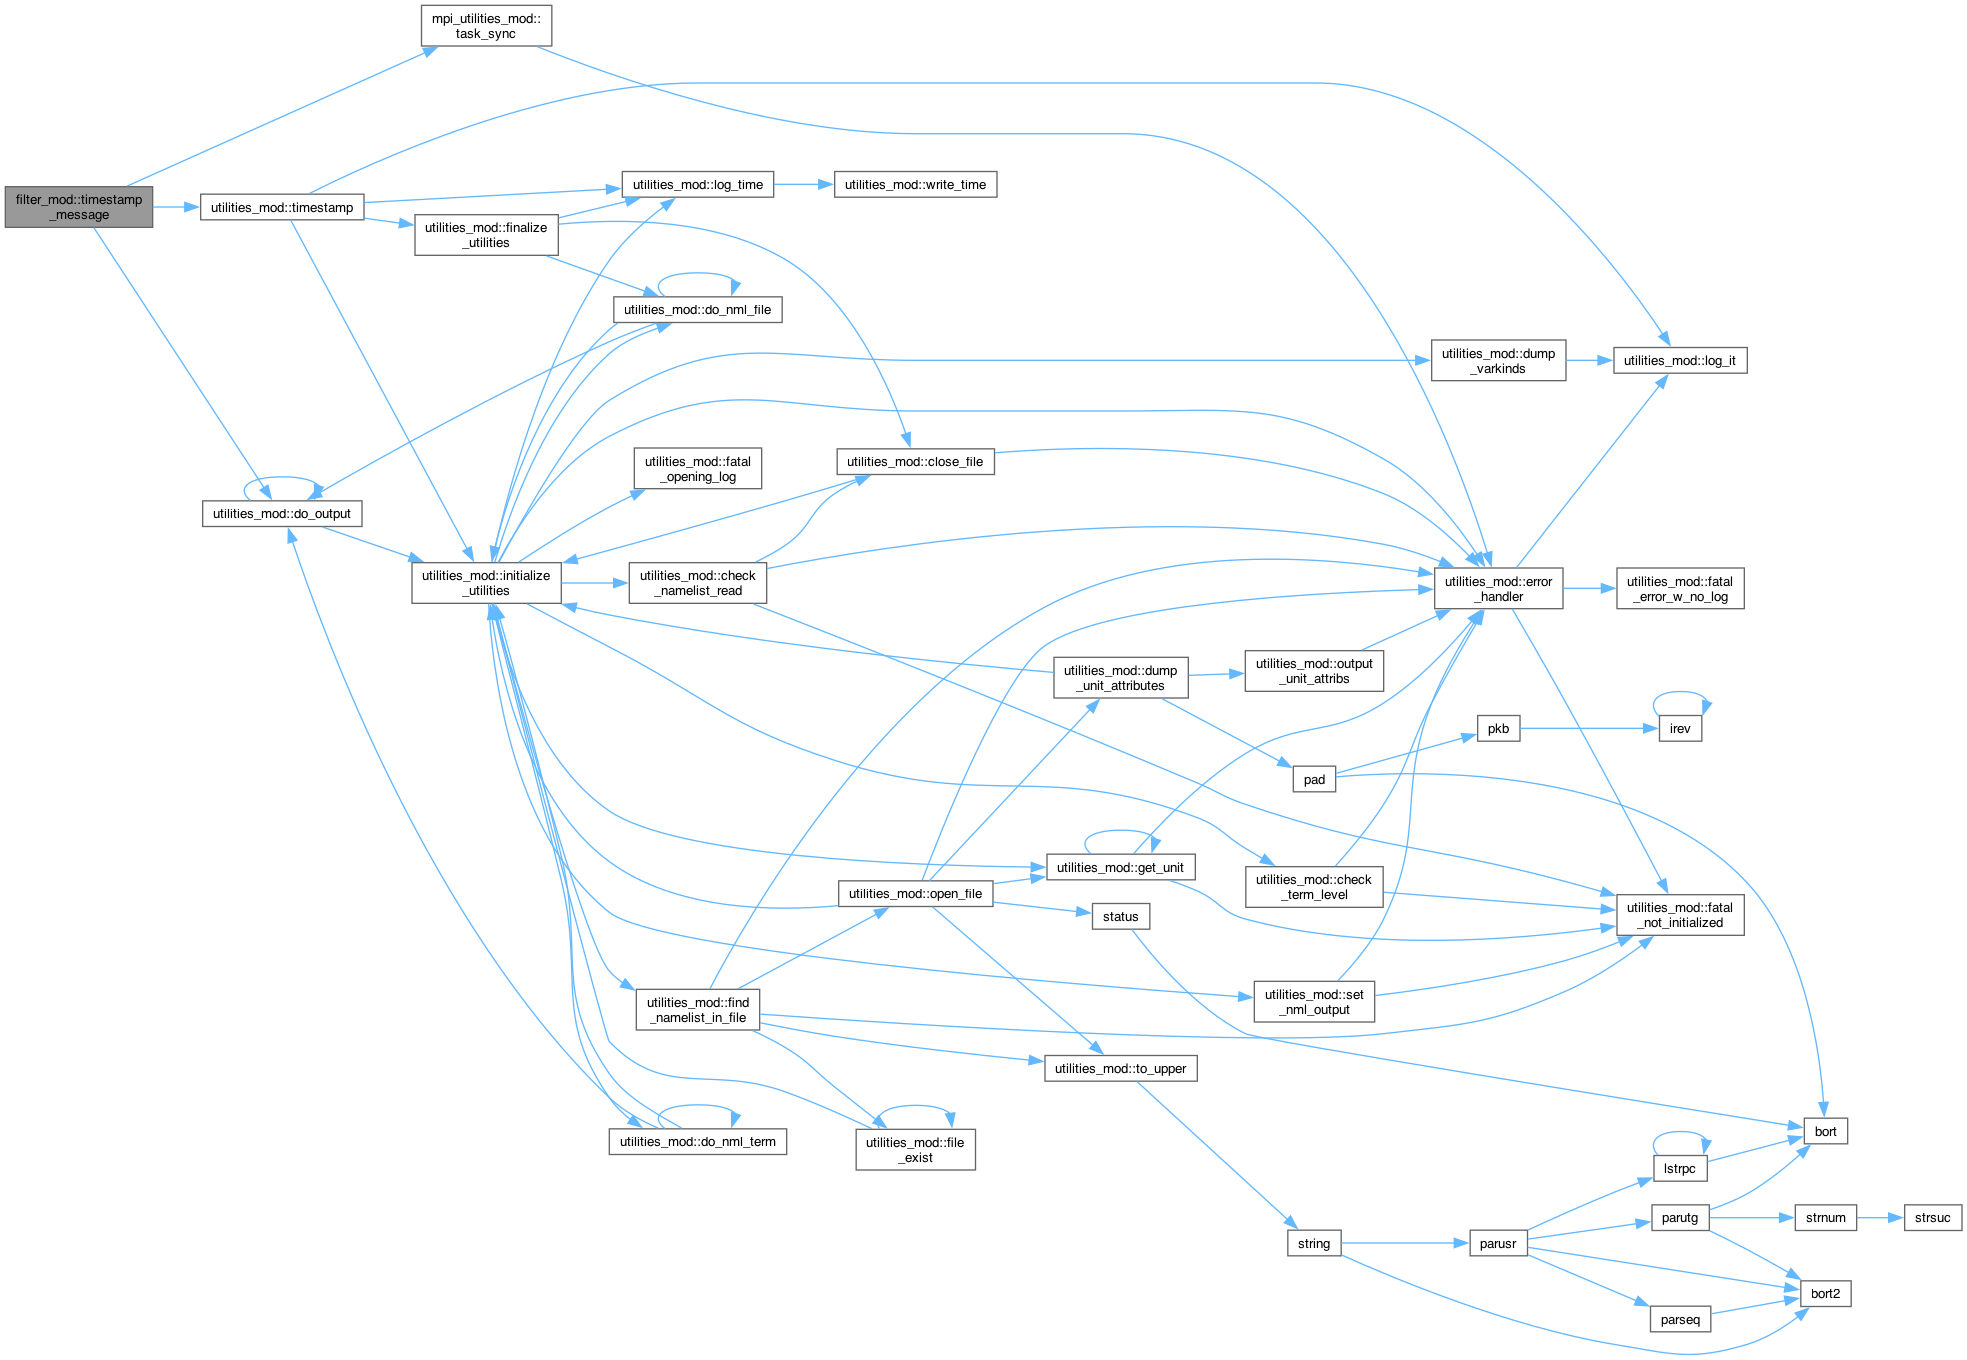 mpi_utilities_mod::
task_sync
filter_mod::timestamp
_message
utilities_mod::timestamp
utilities_mod::log_time
utilities_mod::write_time
utilities_mod::finalize
_utilities
utilities_mod::do_nml_file
utilities_mod::dump
_varkinds
utilities_mod::log_it
utilities_mod::fatal
_opening_log
utilities_mod::close_file
utilities_mod::do_output
utilities_mod::initialize
_utilities
utilities_mod::check
_namelist_read
utilities_mod::error
_handler
utilities_mod::fatal
_error_w_no_log
utilities_mod::dump
_unit_attributes
utilities_mod::output
_unit_attribs
pkb
irev
pad
utilities_mod::get_unit
utilities_mod::open_file
utilities_mod::check
_term_level
status
utilities_mod::fatal
_not_initialized
utilities_mod::find
_namelist_in_file
utilities_mod::set
_nml_output
utilities_mod::to_upper
utilities_mod::do_nml_term
utilities_mod::file
_exist
bort
lstrpc
parutg
strnum
strsuc
string
parusr
bort2
parseq